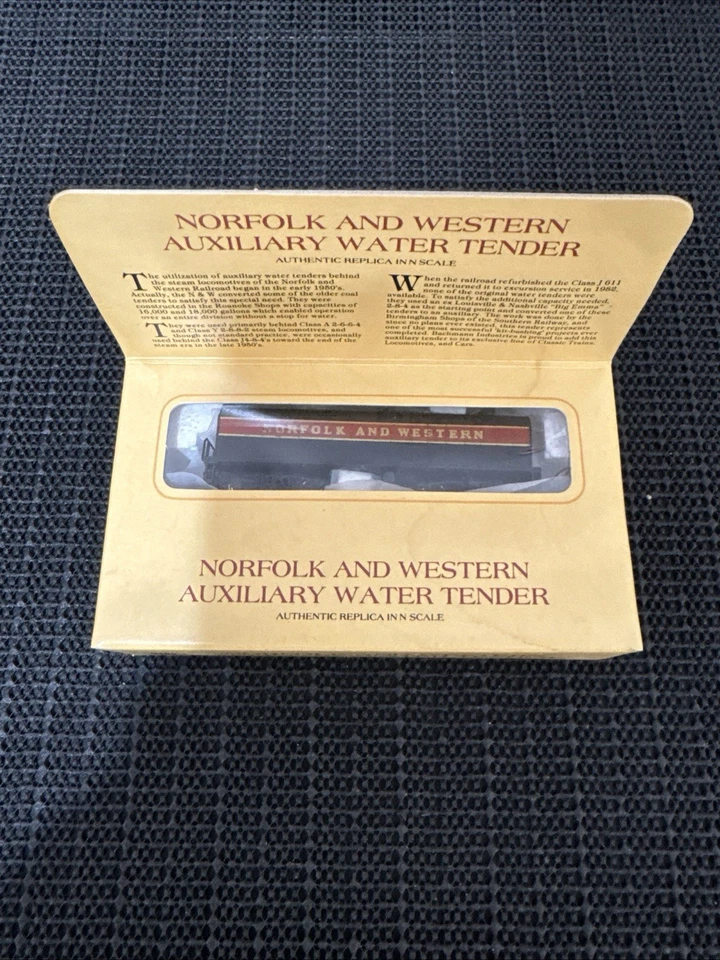 NORFOLK AND WESTERN
AUXILIARY WATER TENDER
AUTHENTIC REPLICA IN N SCALE
The utilization of auxiliary water tenders behind
the steam locomotives of the Norfolk and
Western Railroad began in the early 1950's.
Actually, the N & W converted some of the older coal
tenders to satisfy this special need. They were
constructed in the Roanoke Shops with capacities of
16,000 and 18,000 gallons which enabled operation
over an entire division without a stop for water.
They were used primarily behind Class A 2-6-6-4
and Class Y 2-8-8-2 steam locomotives, and
though not standard practice, were occasionally
used behind the Class J4-8-4's toward the end of the
steam era in the late 1950's.
When the railroad refurbished the Class J 611
and returned it to excursion service in 1982,
none of the original water tenders were
available. To satisfy the additional capacity needed,
they used an ex Louisville & Nashville "Big Emma"
2-8-4 as the starting point and converted one of these
tenders to an auxiliary. The work was done by the
Birmingham Shops of the Southern Railway, and
since no plans ever existed, this tender represents
one of the most successful "kit-bashing" projects ever
completed. Industries is proud to add this
auxiliary tender to its exclusive line of Classic Trains,
Locomotives, and Cars.
NORFOLK AND WESTERN
NORFOLK AND WESTERN
AUXILIARY WATER TENDER
AUTHENTIC REPLICA IN N SCALE